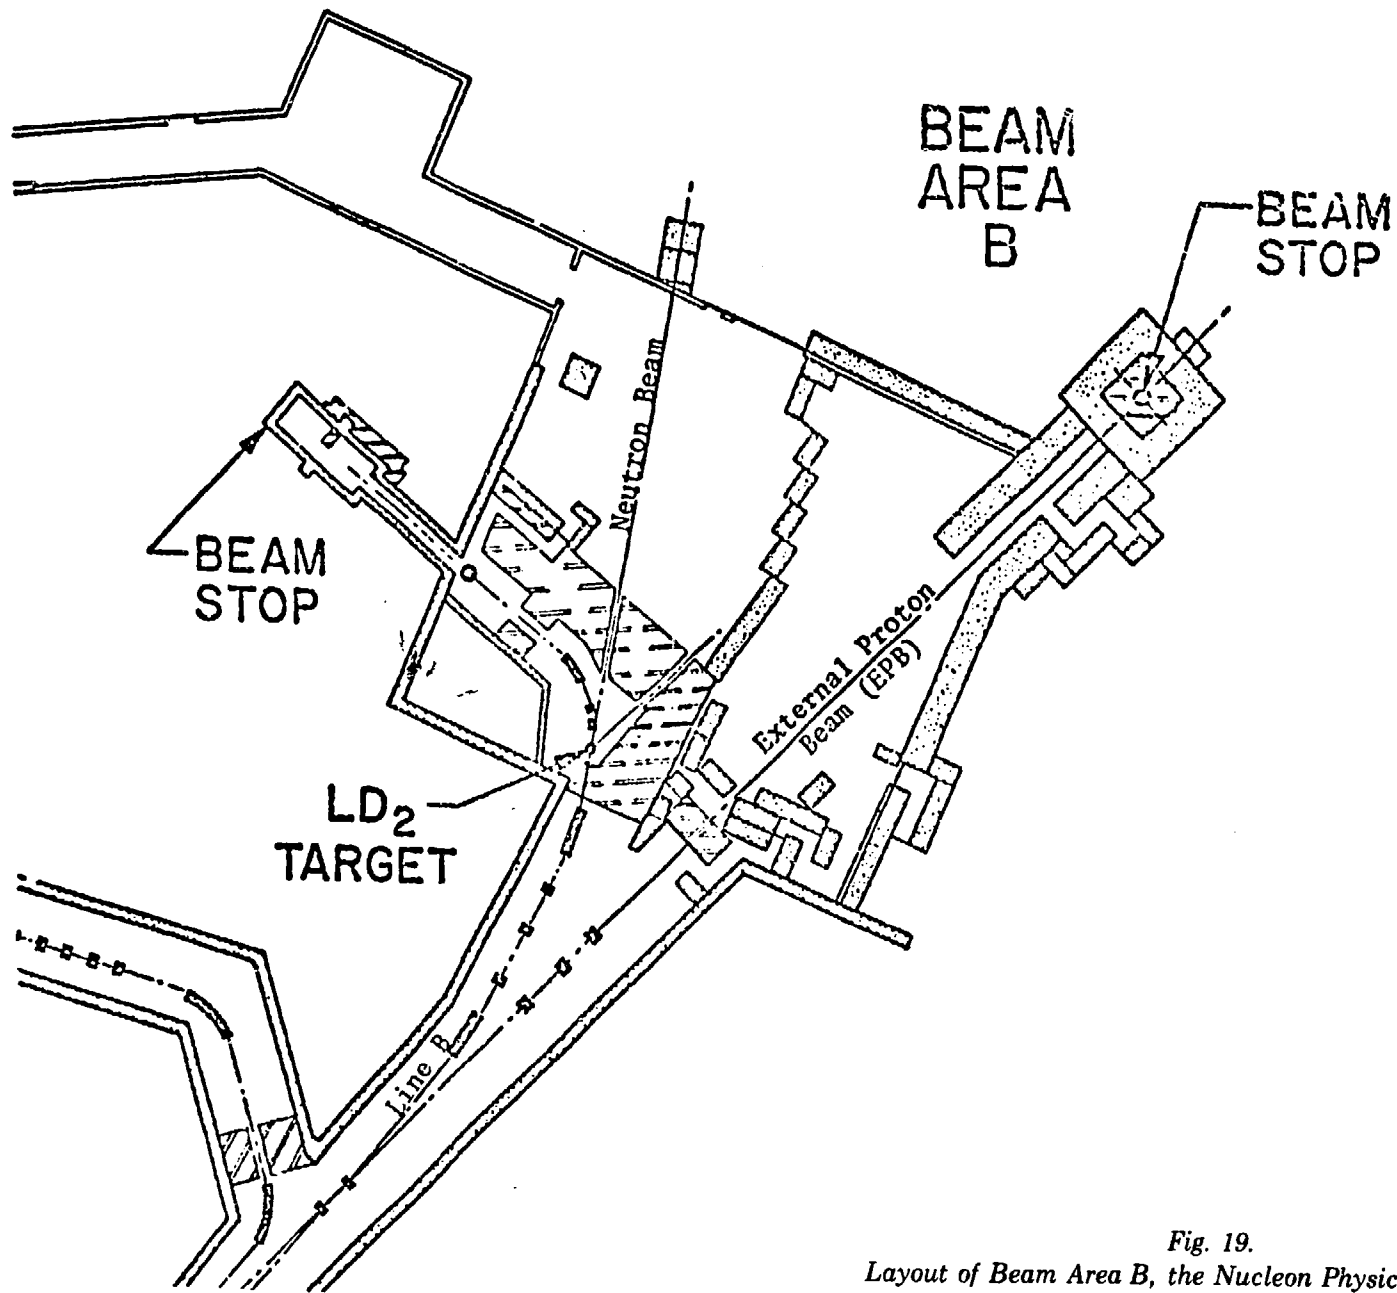 BEAM
AREA
B
BEAM
STOP
Neutron Beam
BEAM
STOP
External Proton
Beam (EPB)
LD2
TARGET
Line B
Fig. 19.
Layout of Beam Area B, the Nucleon Physic